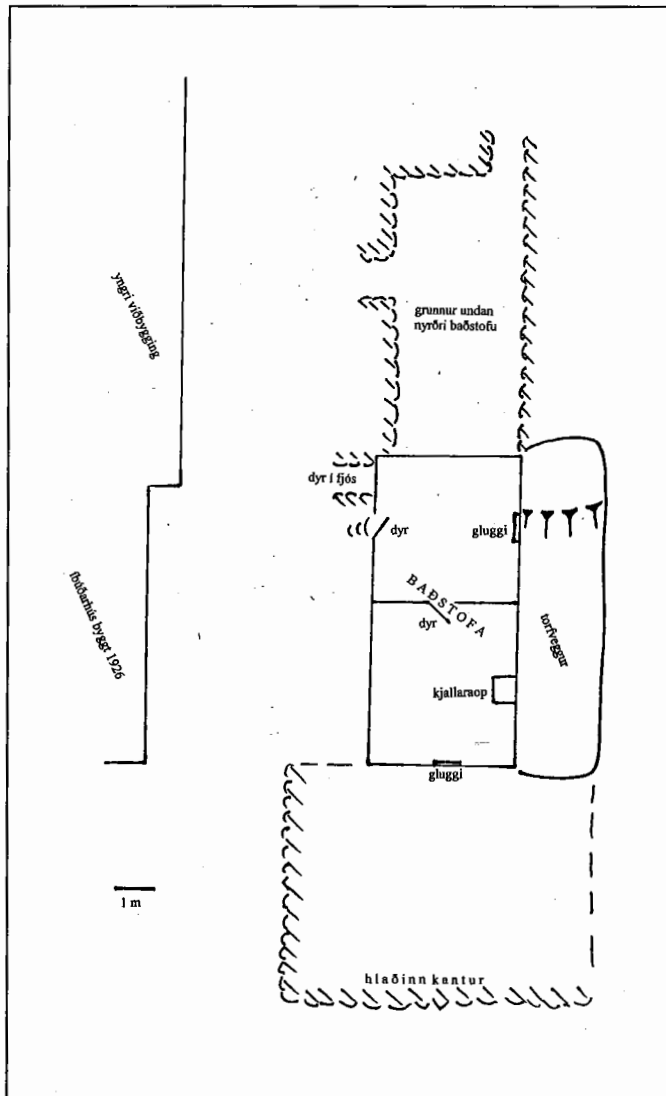 yngri viðbygging
grunnur undan
nyrðri baðstofu
dyr í fjós
dyr
gluggi
BAÐSTOFA
dyr
torfveggur
íbúðarhús byggt 1926
kjallaraop
gluggi
1 m
hlaðinn kantur